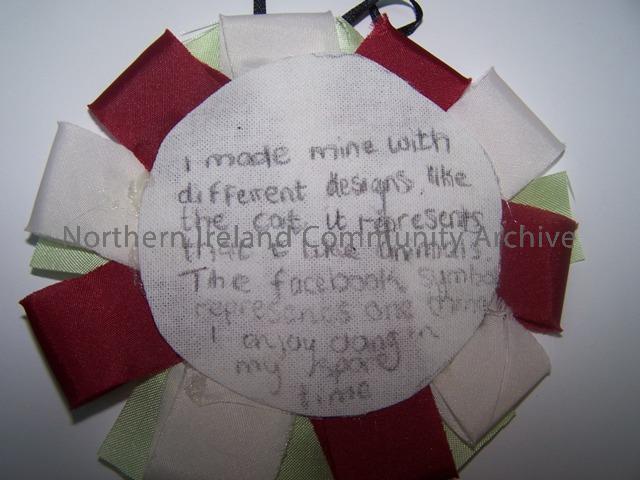 I made mine with
different designs, like
the cat, it represents
Northern Ireland Community Archive
that I like animals.
The facebook symbol
represents one thing
I enjoy doing in
my spare
time